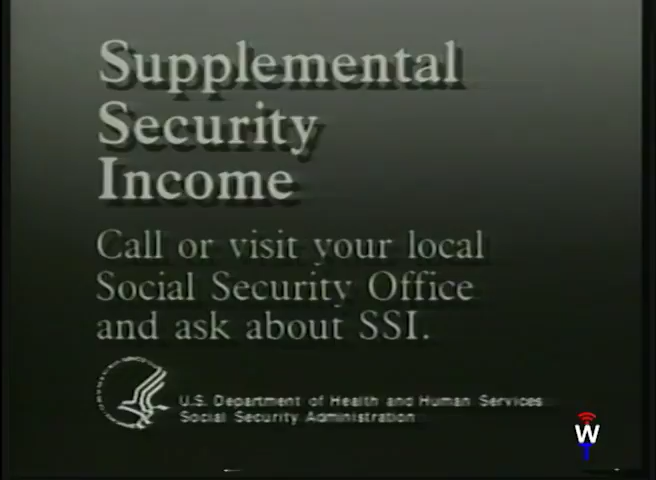 Supplemental
Security
Income
Call or visit your local
Social Security Office
and ask about SSI.
U.S. Department of Health and Human Services
Social Security Administration
W